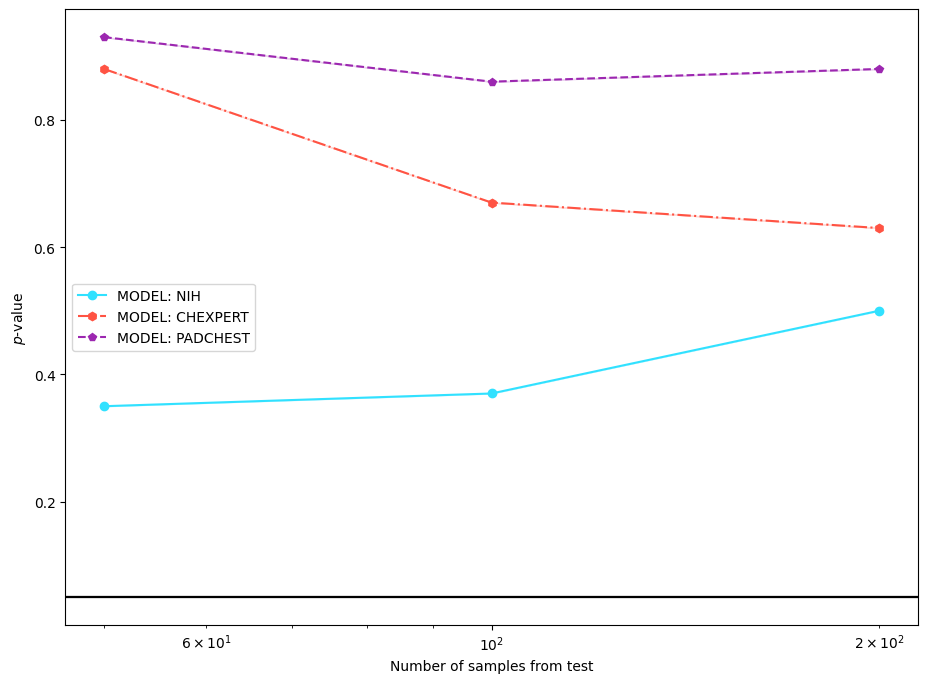 0.8
0.6
0.4
0.2
p-value
MODEL: NIH
MODEL: CHEXPERT
MODEL: PADCHEST
6 × 10¹
10²
2 × 10²
Number of samples from test